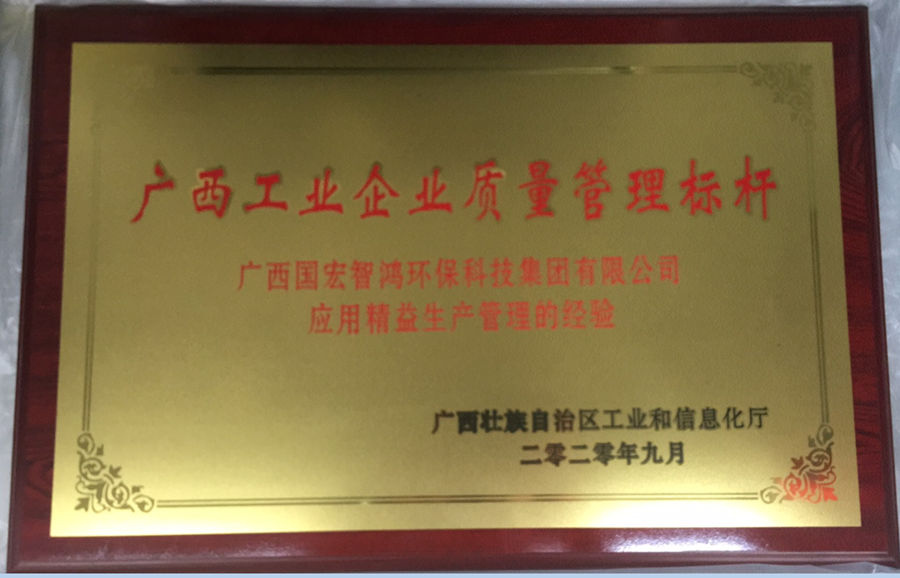 广西工业企业质量管理标杆
广西国宏智鸿环保科技集团有限公司
应用精益生产管理的经验
广西壮族自治区工业和信息化厅
二零二零年九月